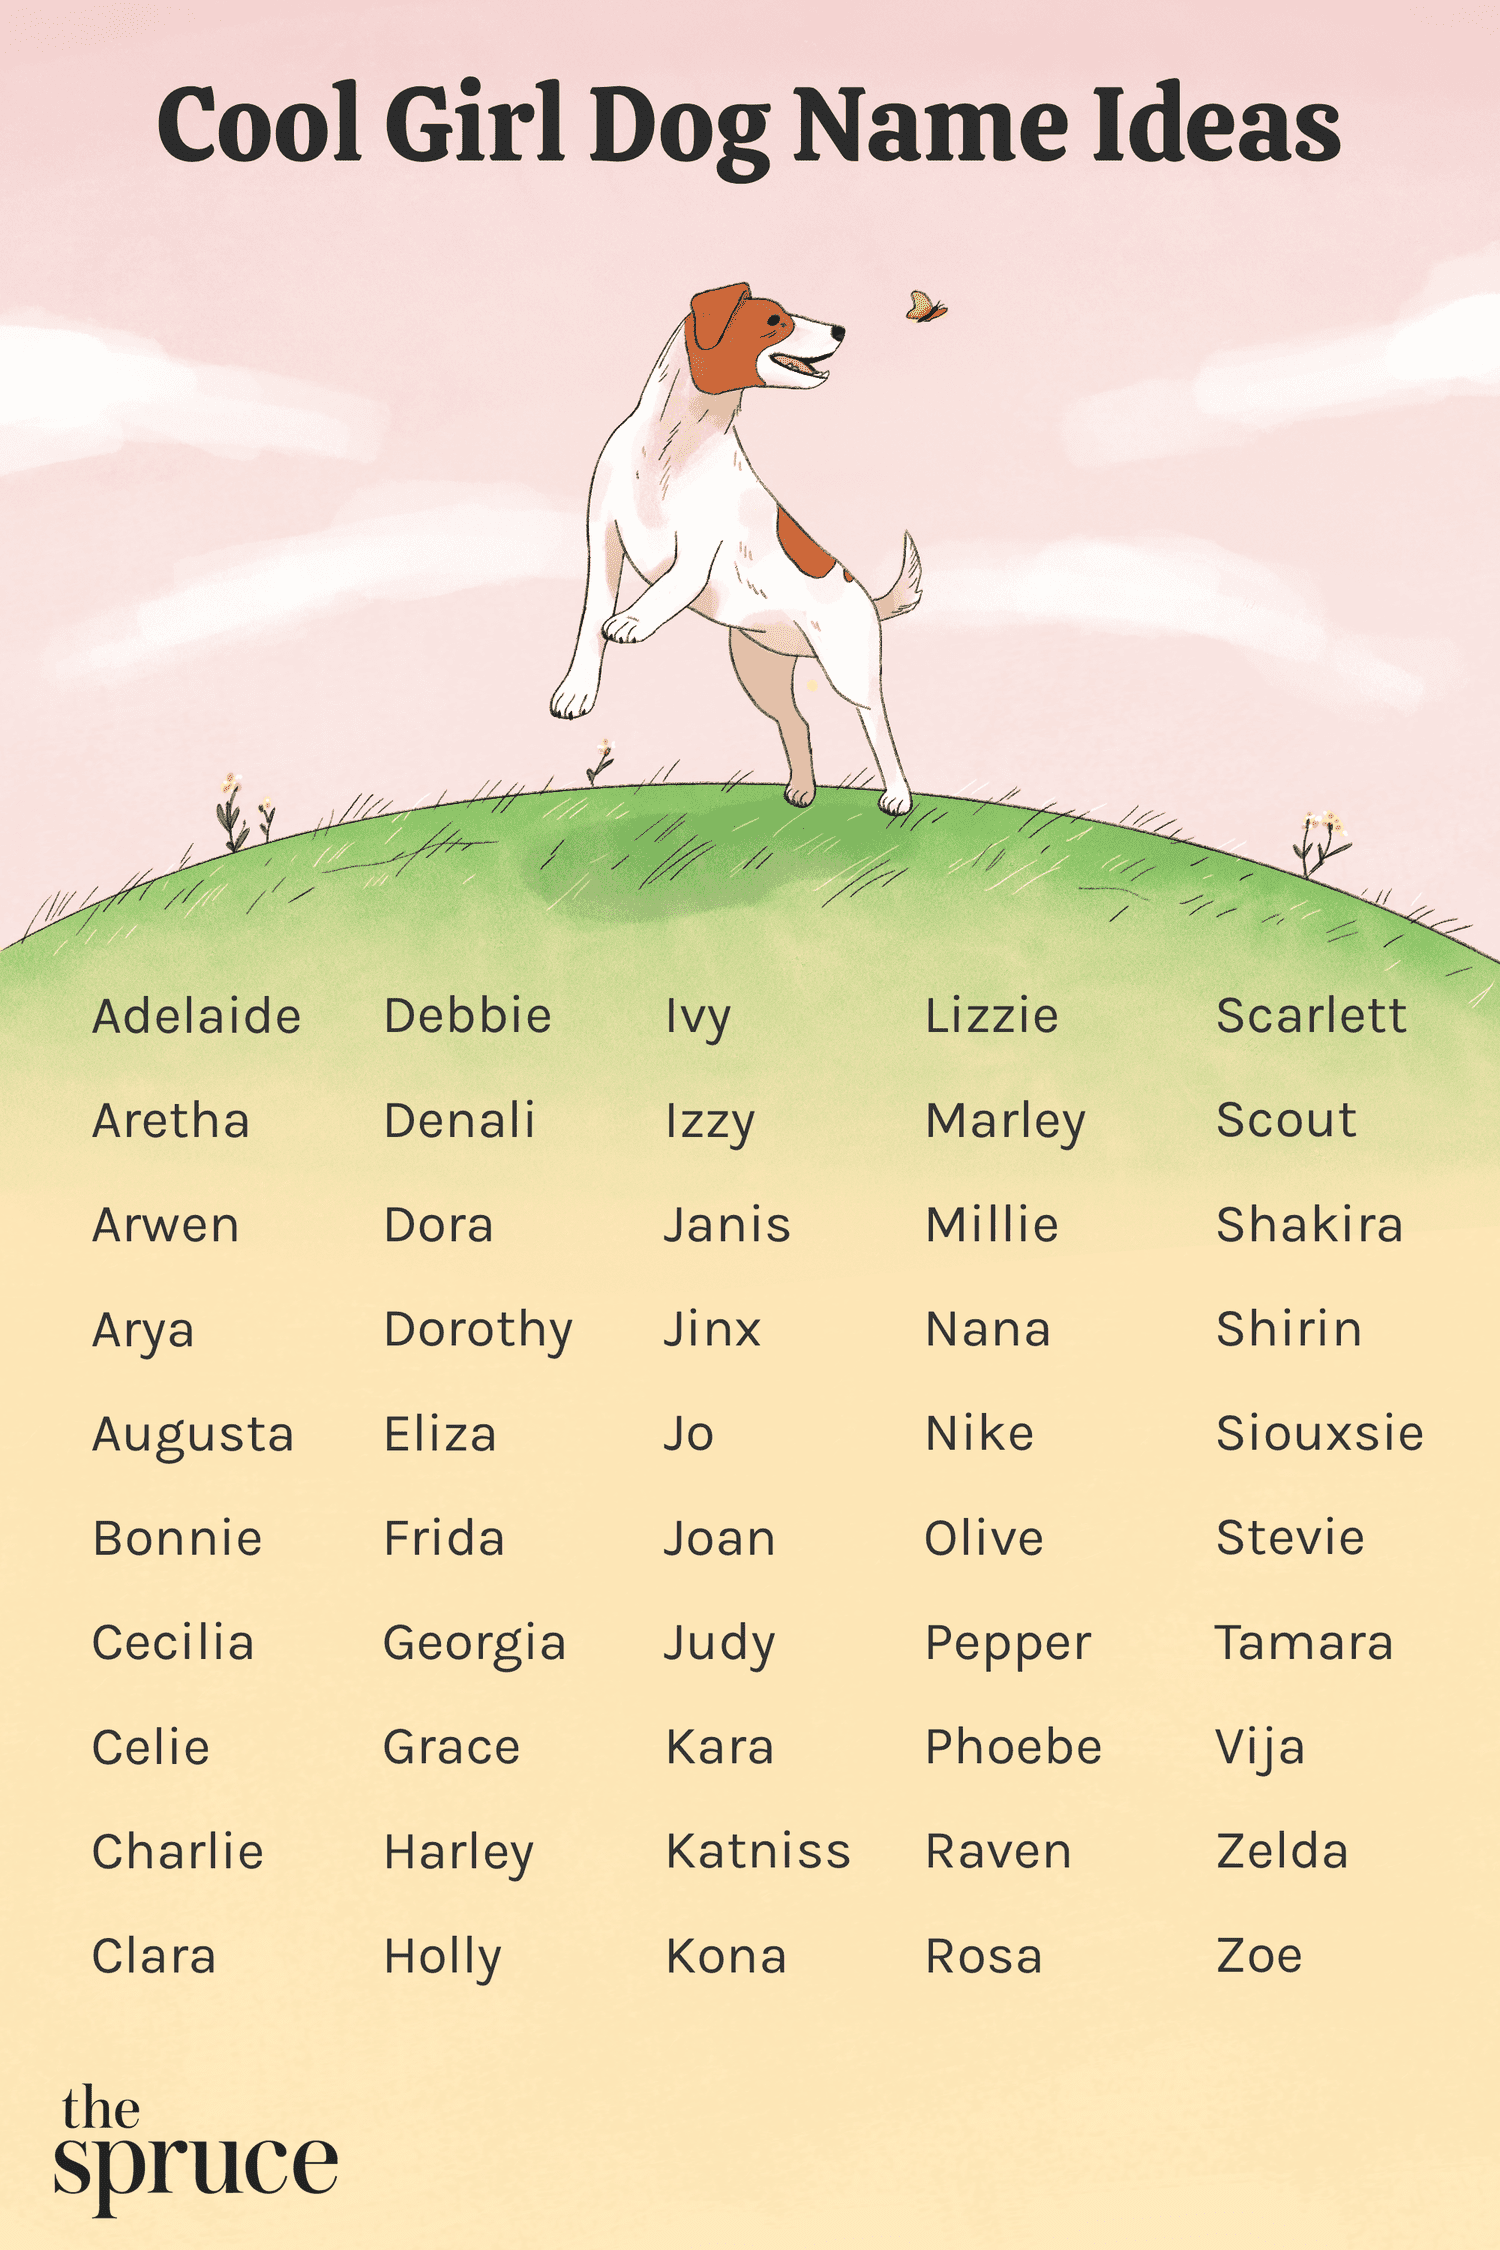 Cool Girl Dog Name Ideas
Adelaide Debbie Ivy Lizzie Scarlett
Aretha Denali Izzy Marley Scout
Arwen Dora Janis Millie Shakira
Arya Dorothy Jinx Nana Shirin
Augusta Eliza Jo Nike Siouxsie
Bonnie Frida Joan Olive Stevie
Cecilia Georgia Judy Pepper Tamara
Celie Grace Kara Phoebe Vija
Charlie Harley Katniss Raven Zelda
Clara Holly Kona Rosa Zoe
the
spruce